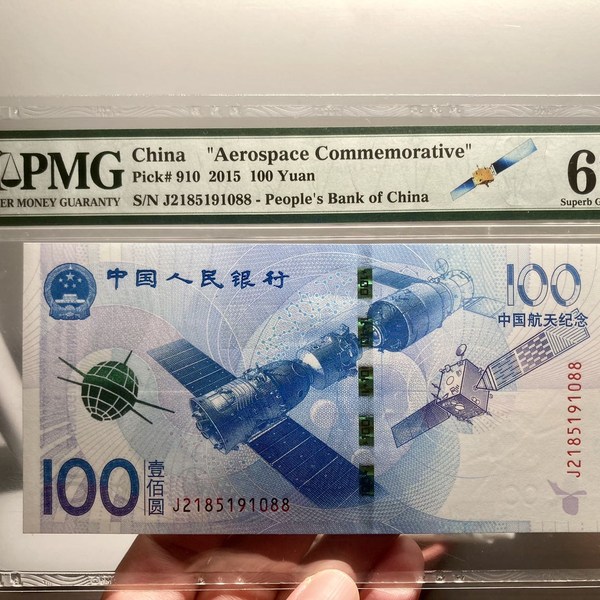 PMG
ER MONEY GUARANTY
China "Aerospace Commemorative"
Pick# 910 2015 100 Yuan
S/N J2185191088 - People's Bank of China
6
Superb G
中国人民银行
100
中国航天纪念
J2185191088
100
壹佰圆
J2185191088